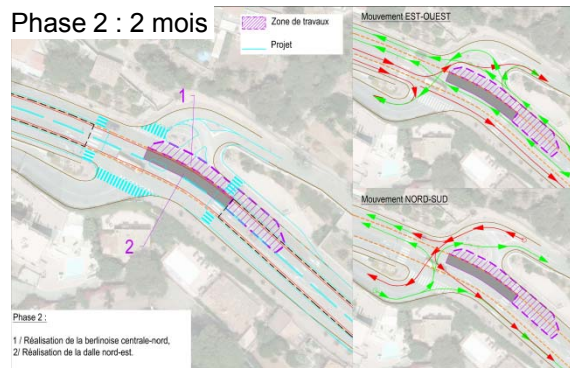 Phase 2 : 2 mois
Zone de travaux
Projet
Mouvement EST-OUEST
1
2
Mouvement NORD-SUD
Phase 2 :
1 / Réalisation de la berlinoise centrale-nord,
2/ Réalisation de la dalle nord-est.